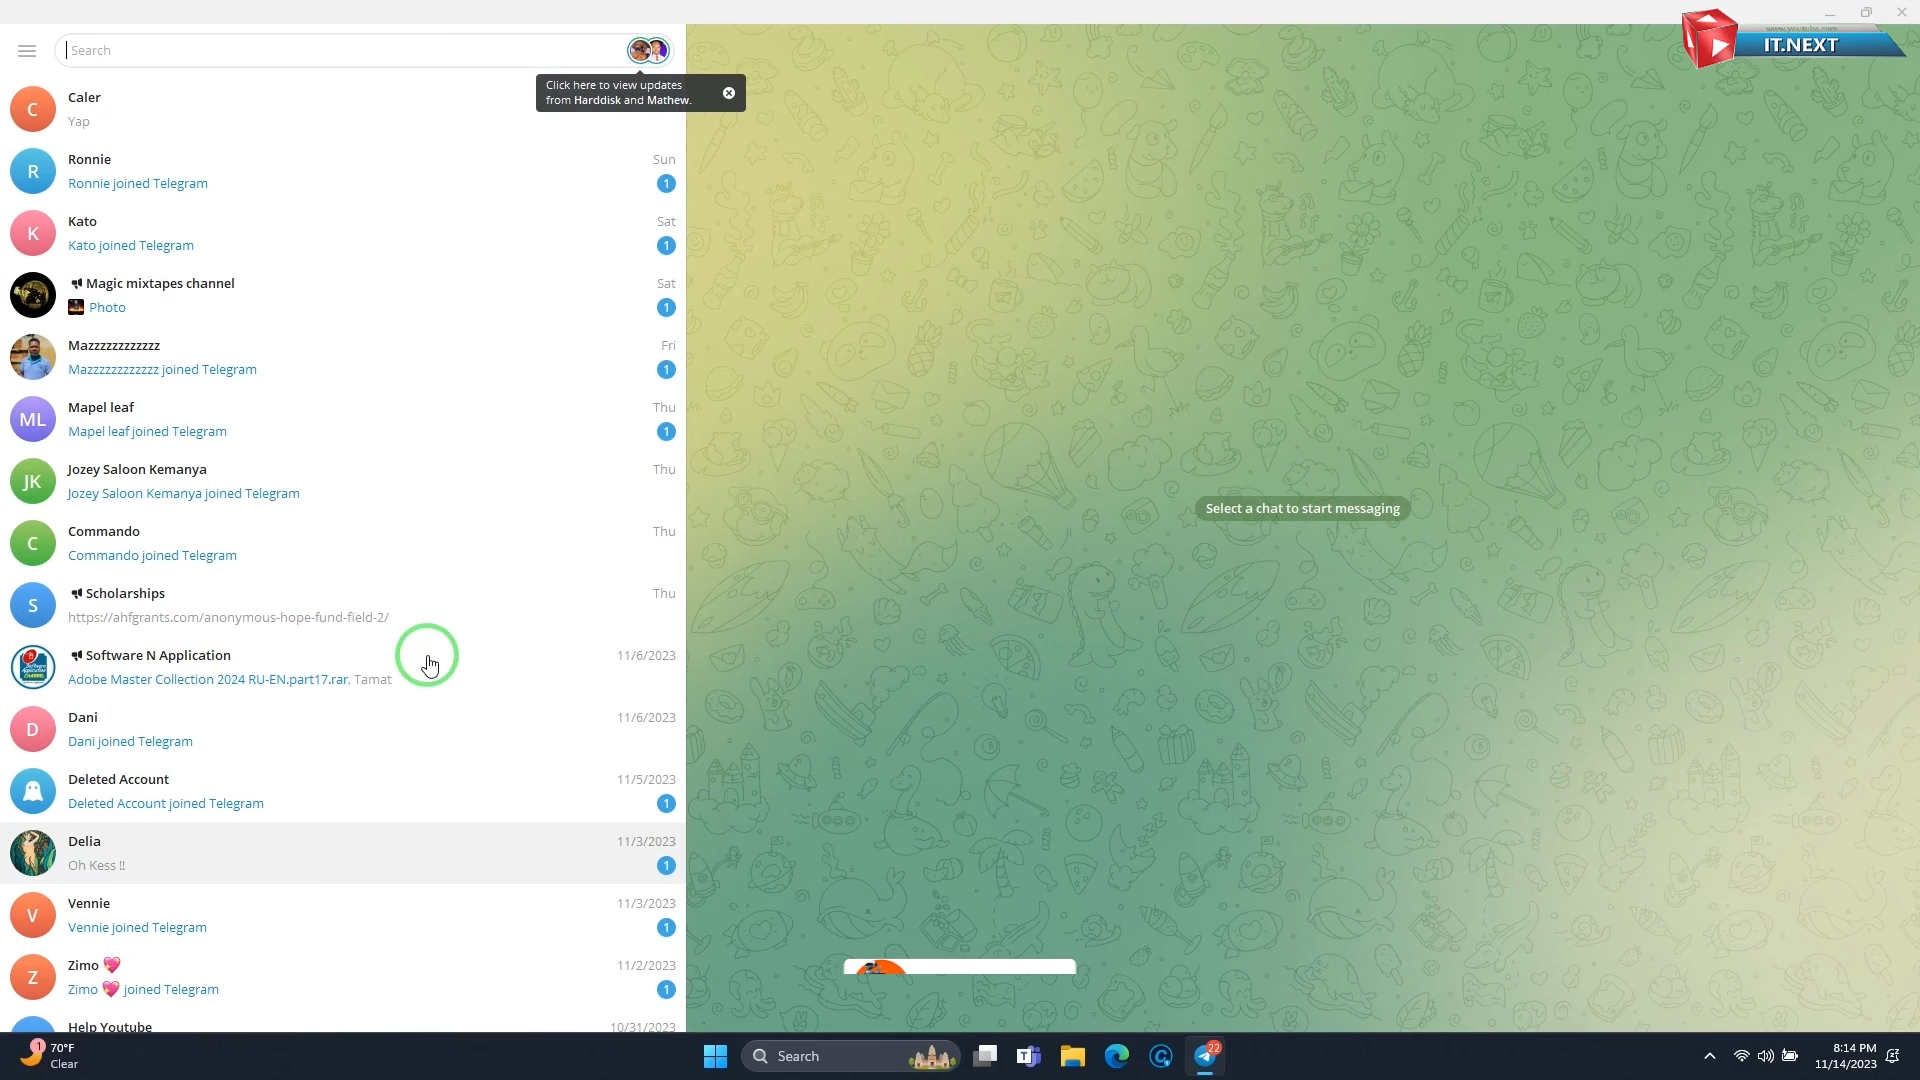 Search
Click here to view updates
from Harddisk and Mathew.
www.youtube.com
IT.NEXT
C
Caler
Yap
R
Ronnie
Sun
Ronnie joined Telegram
1
K
Kato
Sat
Kato joined Telegram
1
Magic mixtapes channel
Sat
Photo
1
Mazzzzzzzzzzzz
Fri
Mazzzzzzzzzzzz joined Telegram
1
ML
Mapel leaf
Thu
Mapel leaf joined Telegram
1
JK
Jozey Saloon Kemanya
Thu
Jozey Saloon Kemanya joined Telegram
C
Commando
Thu
Commando joined Telegram
S
Scholarships
Thu
https://ahfgrants.com/anonymous-hope-fund-field-2/
Software N Application
11/6/2023
Adobe Master Collection 2024 RU-EN.part17.rar, Tamat
D
Dani
11/6/2023
Dani joined Telegram
Deleted Account
11/5/2023
Deleted Account joined Telegram
1
Delia
11/3/2023
Oh Kess !!
1
V
Vennie
11/3/2023
Vennie joined Telegram
1
Z
Zimo 💖
11/2/2023
Zimo 💖 joined Telegram
1
Help Youtube
10/31/2023
Select a chat to start messaging
1
70°F
Clear
Search
22
8:14 PM
11/14/2023